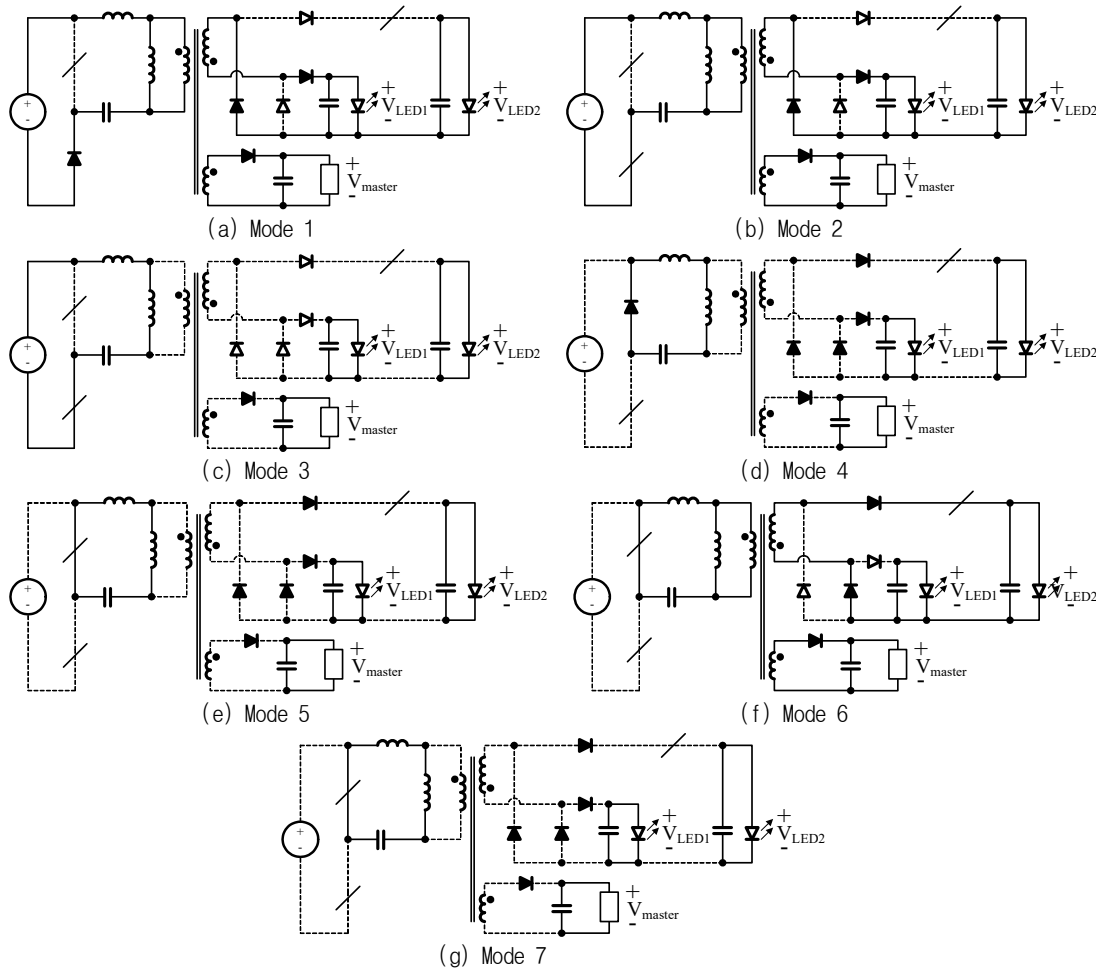 +
-
+
V_LED1
-
+
V_LED2
-
+
V_master
-
(a) Mode 1
+
-
+
V_LED1
-
+
V_LED2
-
+
V_master
-
(b) Mode 2
+
-
+
V_LED1
-
+
V_LED2
-
+
V_master
-
(c) Mode 3
+
-
+
V_LED1
-
+
V_LED2
-
+
V_master
-
(d) Mode 4
+
-
+
V_LED1
-
+
V_LED2
-
+
V_master
-
(e) Mode 5
+
-
+
V_LED1
-
+
V_LED2
-
+
V_master
-
(f) Mode 6
+
-
+
V_LED1
-
+
V_LED2
-
+
V_master
-
(g) Mode 7